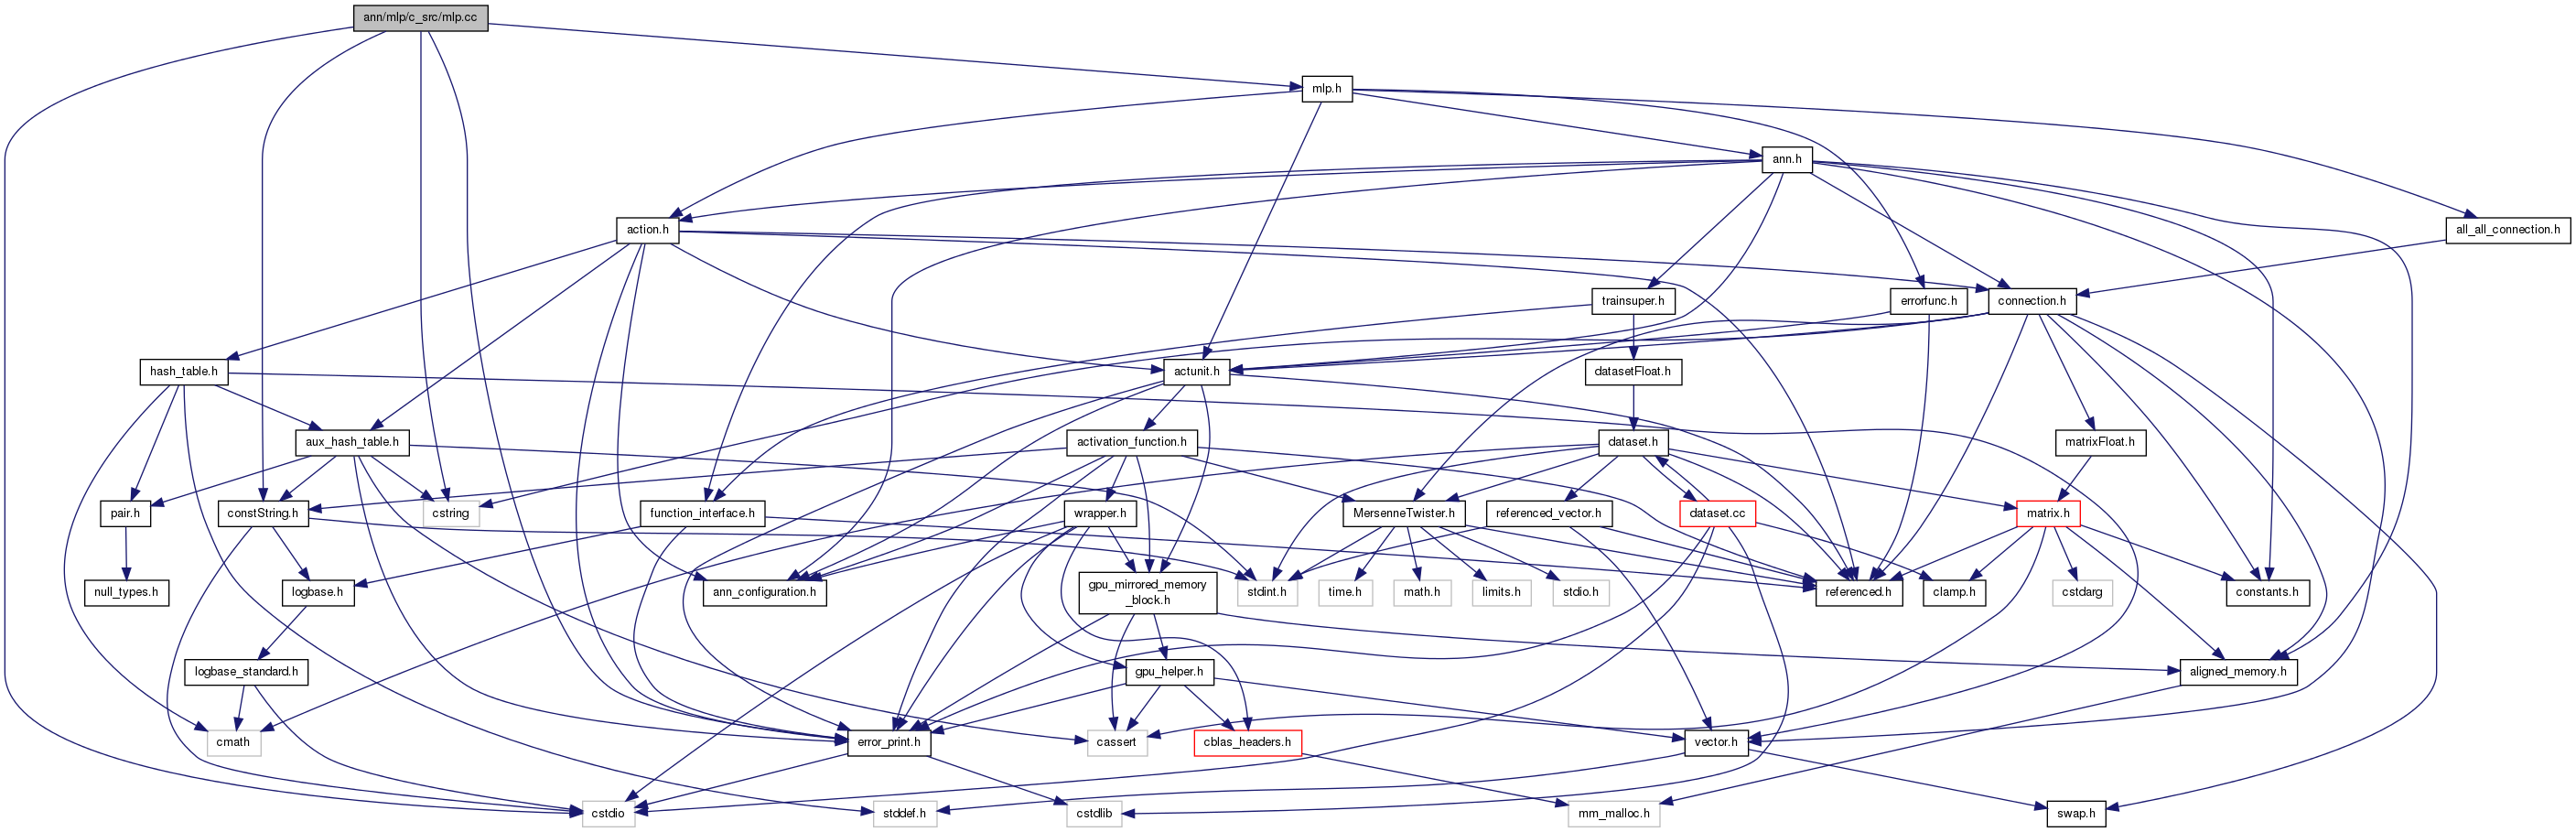 ann/mlp/c_src/mlp.cc
mlp.h
ann.h
action.h
all_all_connection.h
trainsuper.h
errorfunc.h
connection.h
hash_table.h
actunit.h
datasetFloat.h
aux_hash_table.h
activation_function.h
dataset.h
matrixFloat.h
pair.h
constString.h
cstring
function_interface.h
wrapper.h
MersenneTwister.h
referenced_vector.h
dataset.cc
matrix.h
null_types.h
logbase.h
ann_configuration.h
gpu_mirrored_memory
_block.h
stdint.h
time.h
math.h
limits.h
stdio.h
referenced.h
clamp.h
cstdarg
constants.h
logbase_standard.h
gpu_helper.h
aligned_memory.h
cmath
error_print.h
cassert
cblas_headers.h
vector.h
cstdio
stddef.h
cstdlib
mm_malloc.h
swap.h